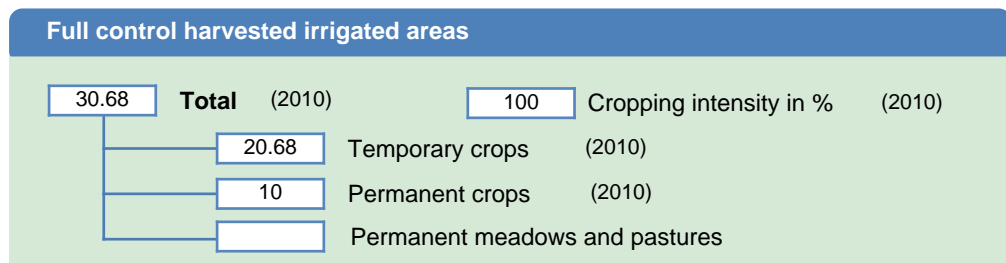 Full control harvested irrigated areas
30.68 Total (2010) 100 Cropping intensity in % (2010)
20.68 Temporary crops (2010)
10 Permanent crops (2010)
Permanent meadows and pastures